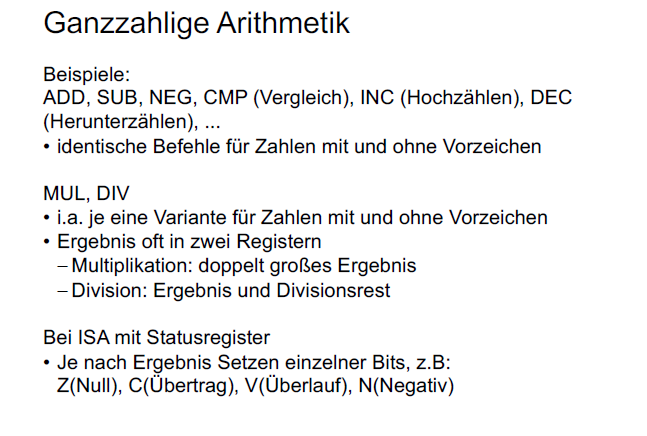 Ganzzahlige Arithmetik
Beispiele:
ADD, SUB, NEG, CMP (Vergleich), INC (Hochzählen), DEC
(Herunterzählen), ...
• identische Befehle für Zahlen mit und ohne Vorzeichen
MUL, DIV
• i.a. je eine Variante für Zahlen mit und ohne Vorzeichen
• Ergebnis oft in zwei Registern
– Multiplikation: doppelt großes Ergebnis
– Division: Ergebnis und Divisionsrest
Bei ISA mit Statusregister
• Je nach Ergebnis Setzen einzelner Bits, z.B:
Z(Null), C(Übertrag), V(Überlauf), N(Negativ)